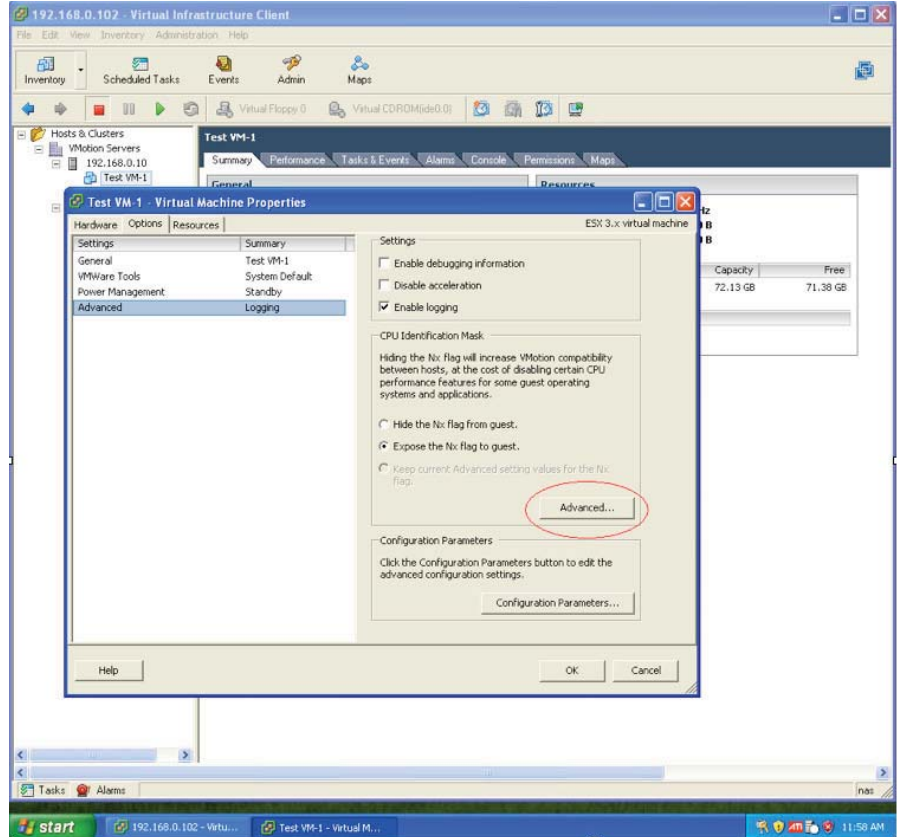 192.168.0.102 - Virtual Infrastructure Client
File Edit View Inventory Administration Help
Inventory Scheduled Tasks Events Admin Maps
Virtual Floppy 0 Virtual CDROM(ide0:0)
Hosts & Clusters
VMotion Servers
192.168.0.10
Test VM-1
Test VM-1
Summary Performance Tasks & Events Alarms Console Permissions Maps
General Resources
Hz
B
B
Capacity Free
72.13 GB 71.38 GB
Test VM-1 - Virtual Machine Properties
Hardware Options Resources ESX 3.x virtual machine
Settings Summary
General Test VM-1
VMWare Tools System Default
Power Management Standby
Advanced Logging
Settings
Enable debugging information
Disable acceleration
Enable logging
CPU Identification Mask
Hiding the Nx flag will increase VMotion compatibility
between hosts, at the cost of disabling certain CPU
performance features for some guest operating
systems and applications.
Hide the Nx flag from guest.
Expose the Nx flag to guest.
Keep current Advanced setting values for the Nx
flag.
Advanced...
Configuration Parameters
Click the Configuration Parameters button to edit the
advanced configuration settings.
Configuration Parameters...
Help OK Cancel
Tasks Alarms nas
start 192.168.0.102 - Virtu... Test VM-1 - Virtual M... 11:58 AM